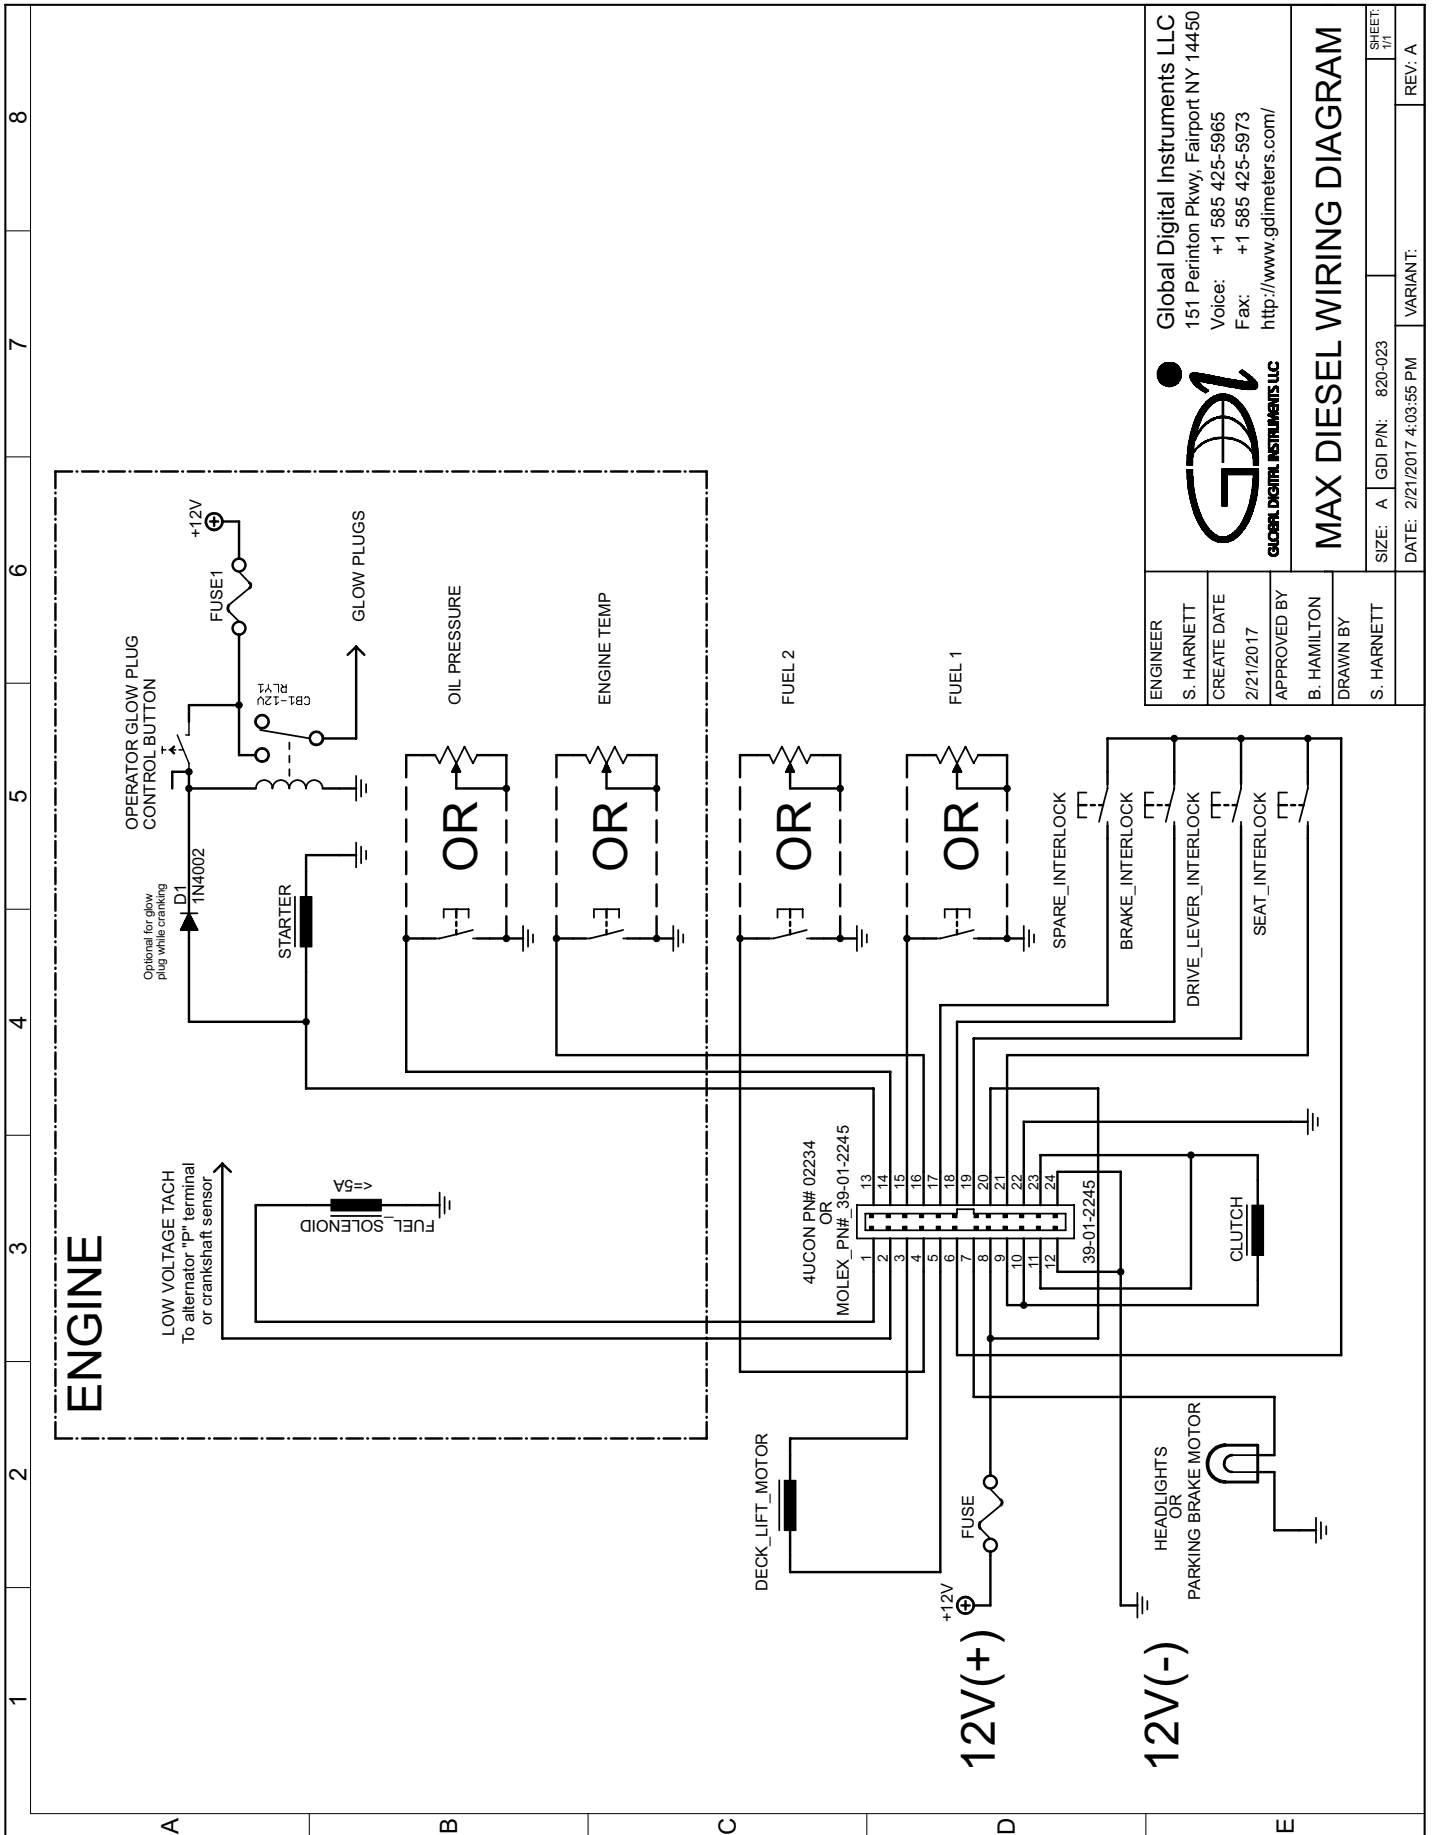 1
2
3
4
5
6
7
8
A
B
C
D
E
ENGINE
LOW VOLTAGE TACH
To alternator "P" terminal
or crankshaft sensor
FUEL_SOLENOID
<=5A
Optional for glow
plug while cranking
D1
1N4002
STARTER
OPERATOR GLOW PLUG
CONTROL BUTTON
CB1-12V
RLY1
FUSE1
+12V
GLOW PLUGS
OR
OIL PRESSURE
OR
ENGINE TEMP
OR
FUEL 2
OR
FUEL 1
DECK_LIFT_MOTOR
4UCON PN# 02234
OR
MOLEX_PN#_39-01-2245
1
2
3
4
5
6
7
8
9
10
11
12
13
14
15
16
17
18
19
20
21
22
23
24
39-01-2245
SPARE_INTERLOCK
BRAKE_INTERLOCK
DRIVE_LEVER_INTERLOCK
SEAT_INTERLOCK
CLUTCH
12V(+)
+12V
FUSE
12V(-)
HEADLIGHTS
OR
PARKING BRAKE MOTOR
ENGINEER
S. HARNETT
CREATE DATE
2/21/2017
APPROVED BY
B. HAMILTON
DRAWN BY
S. HARNETT
GDi
GLOBAL DIGITAL INSTRUMENTS LLC
Global Digital Instruments LLC
151 Perinton Pkwy, Fairport NY 14450
Voice: +1 585 425-5965
Fax: +1 585 425-5973
http://www.gdimeters.com/
MAX DIESEL WIRING DIAGRAM
SIZE: A
GDI P/N: 820-023
SHEET:
1/1
DATE: 2/21/2017 4:03:55 PM
VARIANT:
REV: A